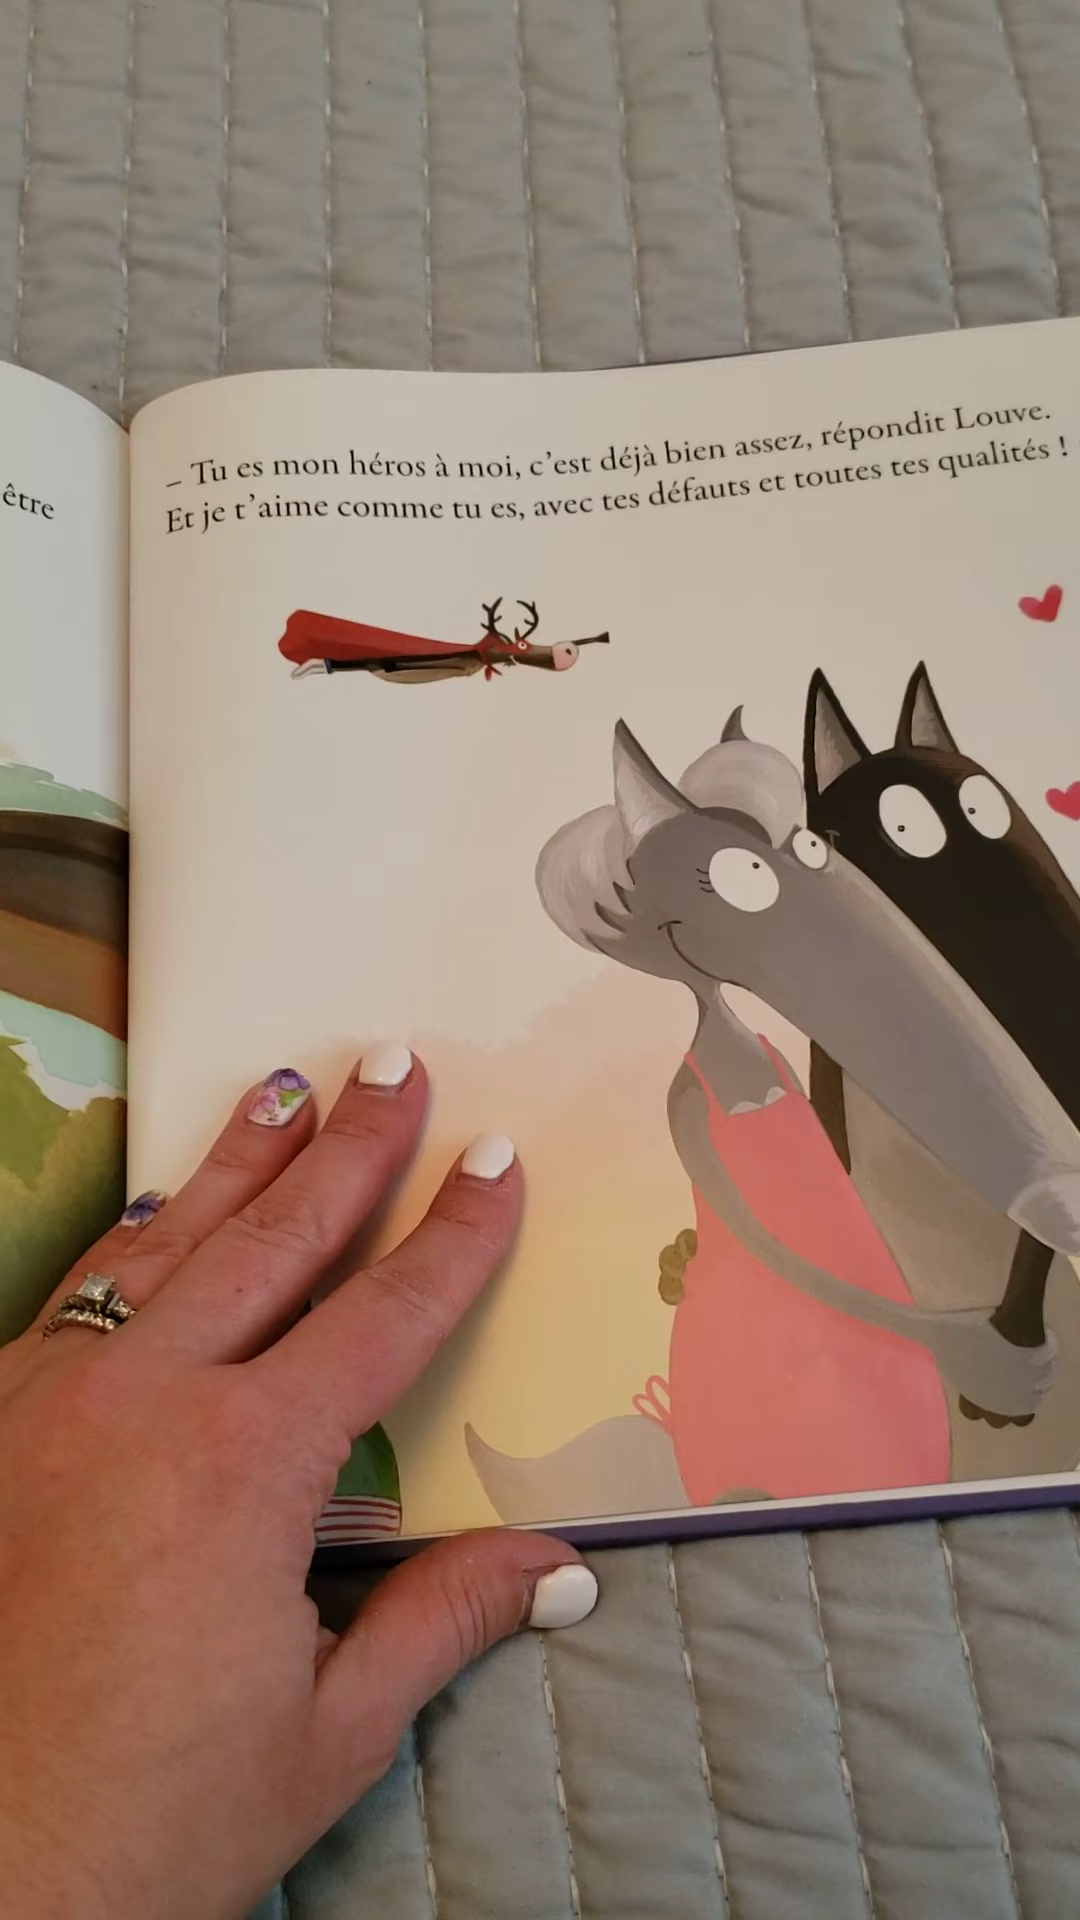 être
_ Tu es mon héros à moi, c'est déjà bien assez, répondit Louve.
Et je t'aime comme tu es, avec tes défauts et toutes tes qualités !